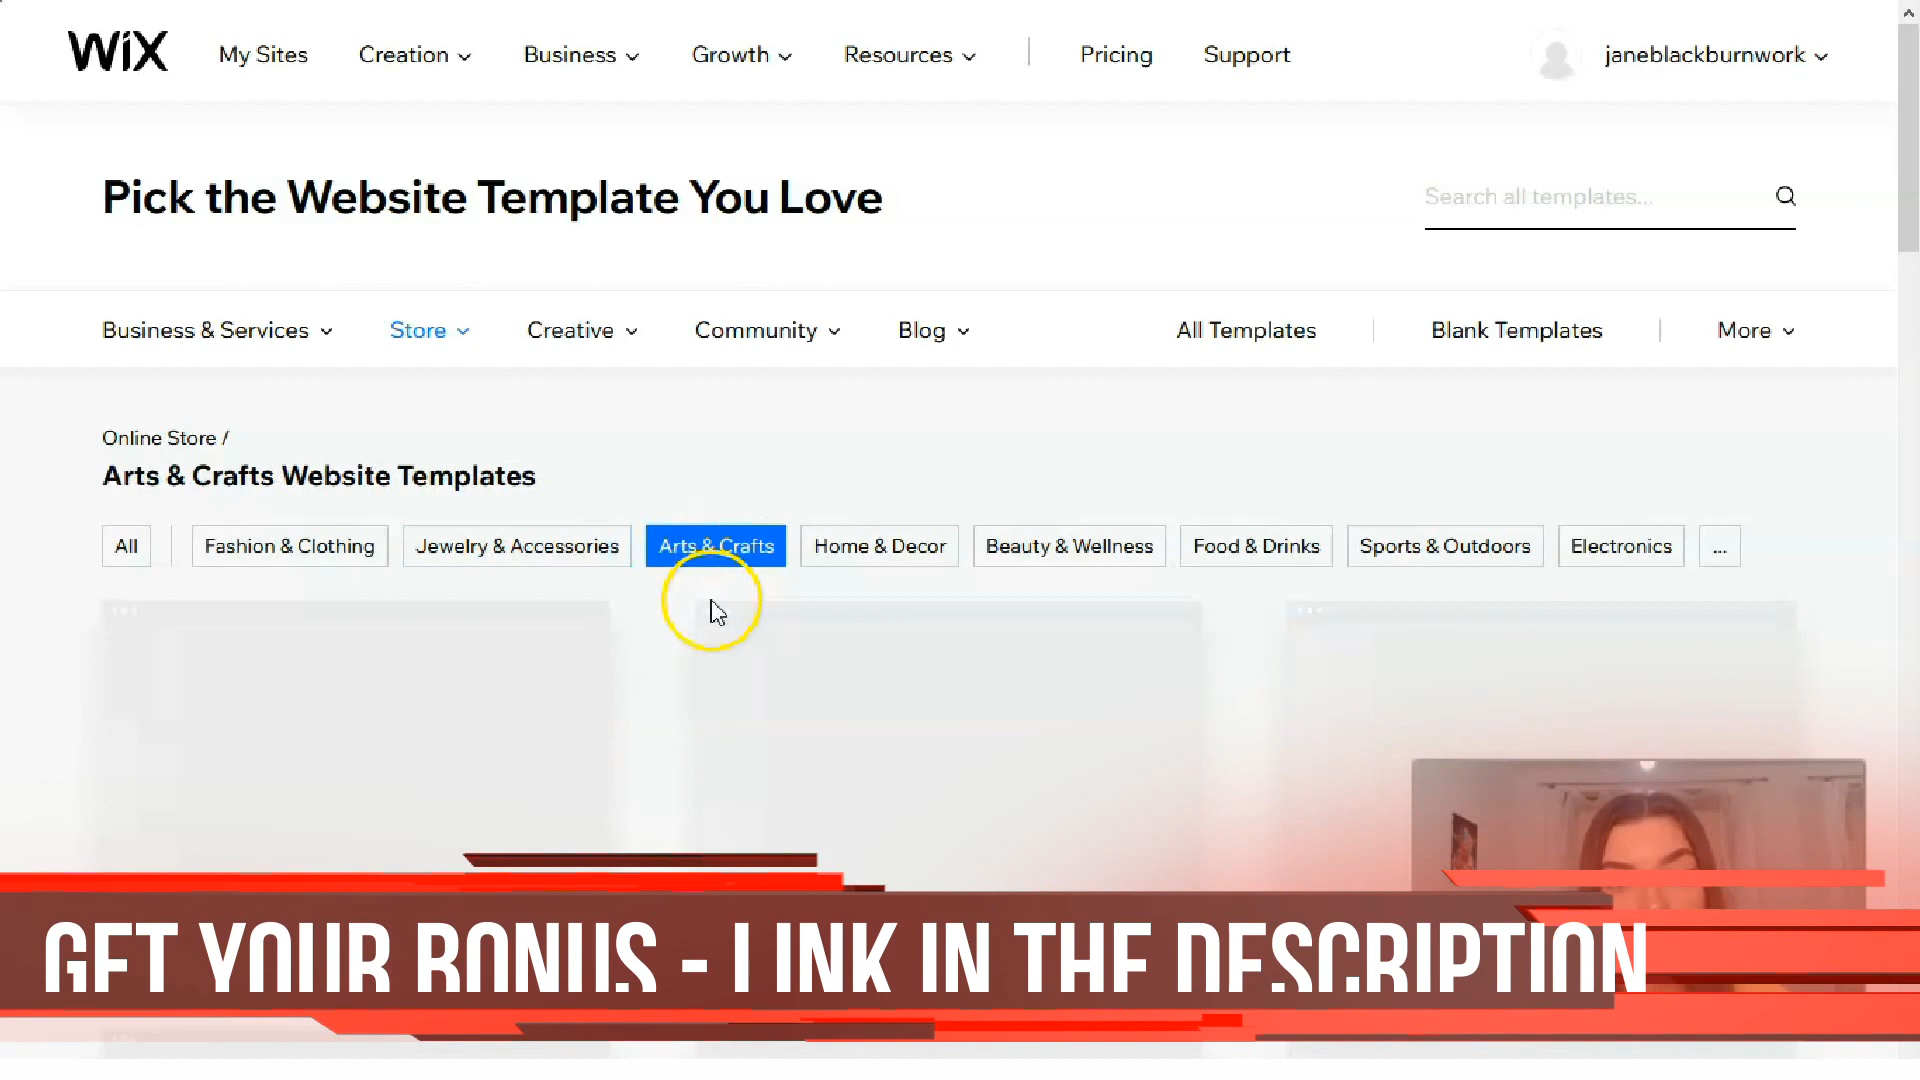 WiX My Sites Creation Business Growth Resources Pricing Support janeblackburnwork
Pick the Website Template You Love Search all templates...
Business & Services Store Creative Community Blog All Templates Blank Templates More
Online Store /
Arts & Crafts Website Templates
All Fashion & Clothing Jewelry & Accessories Arts & Crafts Home & Decor Beauty & Wellness Food & Drinks Sports & Outdoors Electronics ...
GET YOUR BONUS - LINK IN THE DESCRIPTION